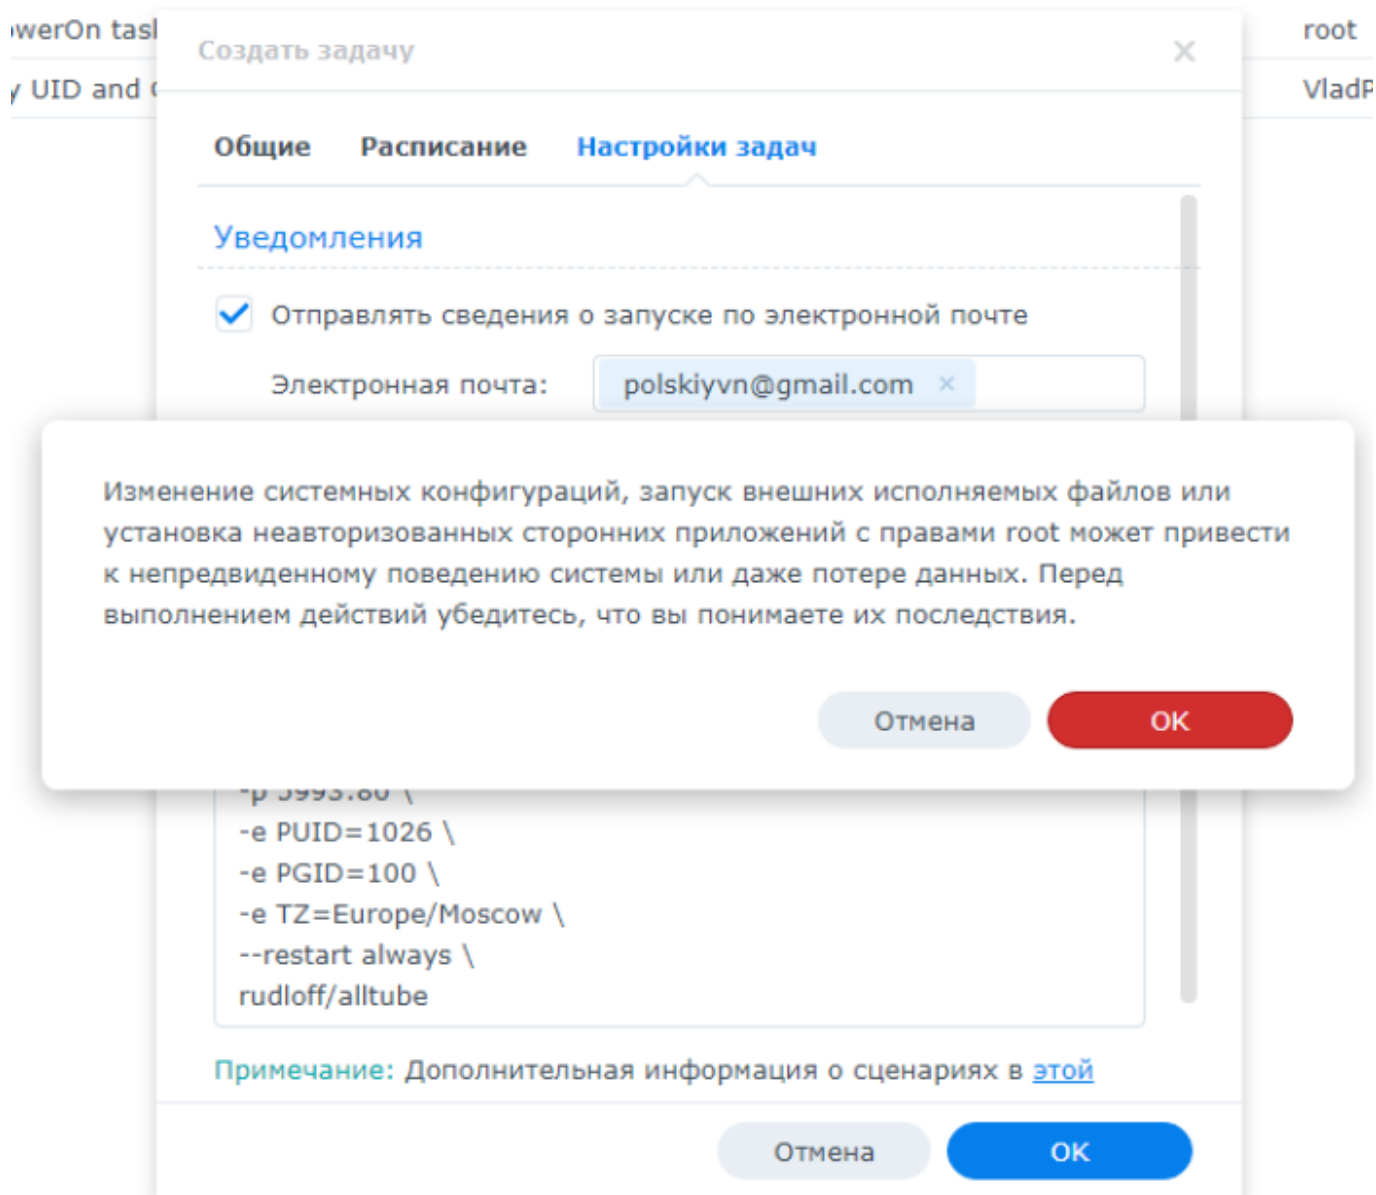 werOn tas
root
Создать задачу
y UID and
VladP
Общие Расписание Настройки задач
Уведомления
Отправлять сведения о запуске по электронной почте
Электронная почта: polskiyvn@gmail.com
Изменение системных конфигураций, запуск внешних исполняемых файлов или
установка неавторизованных сторонних приложений с правами root может привести
к непредвиденному поведению системы или даже потере данных. Перед
выполнением действий убедитесь, что вы понимаете их последствия.
Отмена OK
-p 5993:80 \
-e PUID=1026 \
-e PGID=100 \
-e TZ=Europe/Moscow \
--restart always \
rudloff/alltube
Примечание: Дополнительная информация о сценариях в этой
Отмена OK